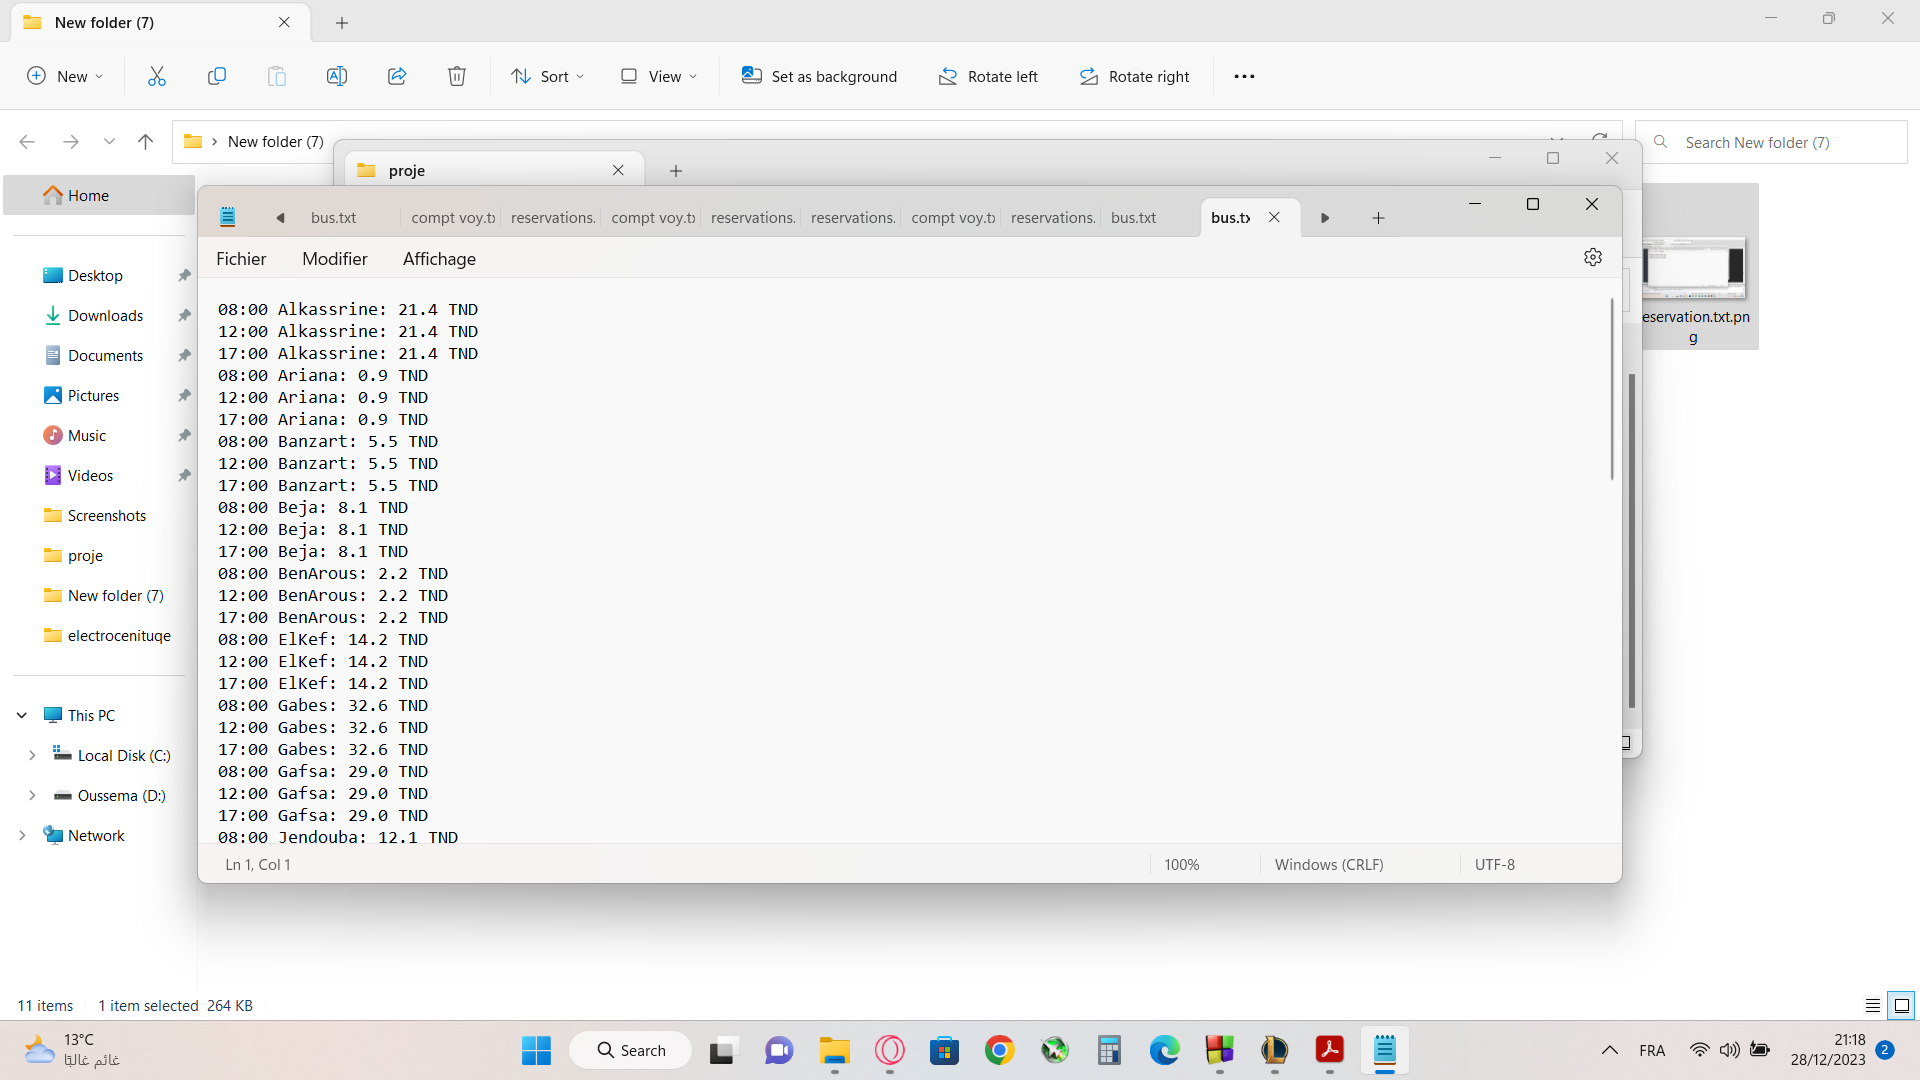 New folder (7)
New
Sort
View
Set as background
Rotate left
Rotate right
New folder (7)
Search New folder (7)
proje
Home
Desktop
Downloads
Documents
Pictures
Music
Videos
Screenshots
proje
New folder (7)
electrocenituqe
This PC
Local Disk (C:)
Oussema (D:)
Network
bus.txt
compt voy.tx
reservations.
compt voy.tx
reservations.
reservations.
compt voy.tx
reservations.
bus.txt
bus.tx
Fichier
Modifier
Affichage
08:00 Alkassrine: 21.4 TND
12:00 Alkassrine: 21.4 TND
17:00 Alkassrine: 21.4 TND
08:00 Ariana: 0.9 TND
12:00 Ariana: 0.9 TND
17:00 Ariana: 0.9 TND
08:00 Banzart: 5.5 TND
12:00 Banzart: 5.5 TND
17:00 Banzart: 5.5 TND
08:00 Beja: 8.1 TND
12:00 Beja: 8.1 TND
17:00 Beja: 8.1 TND
08:00 BenArous: 2.2 TND
12:00 BenArous: 2.2 TND
17:00 BenArous: 2.2 TND
08:00 ElKef: 14.2 TND
12:00 ElKef: 14.2 TND
17:00 ElKef: 14.2 TND
08:00 Gabes: 32.6 TND
12:00 Gabes: 32.6 TND
17:00 Gabes: 32.6 TND
08:00 Gafsa: 29.0 TND
12:00 Gafsa: 29.0 TND
17:00 Gafsa: 29.0 TND
08:00 Jendouba: 12.1 TND
Ln 1, Col 1
100%
Windows (CRLF)
UTF-8
eservation.txt.pn
g
11 items
1 item selected 264 KB
13°C
غائم غالبًا
Search
FRA
21:18
28/12/2023
2